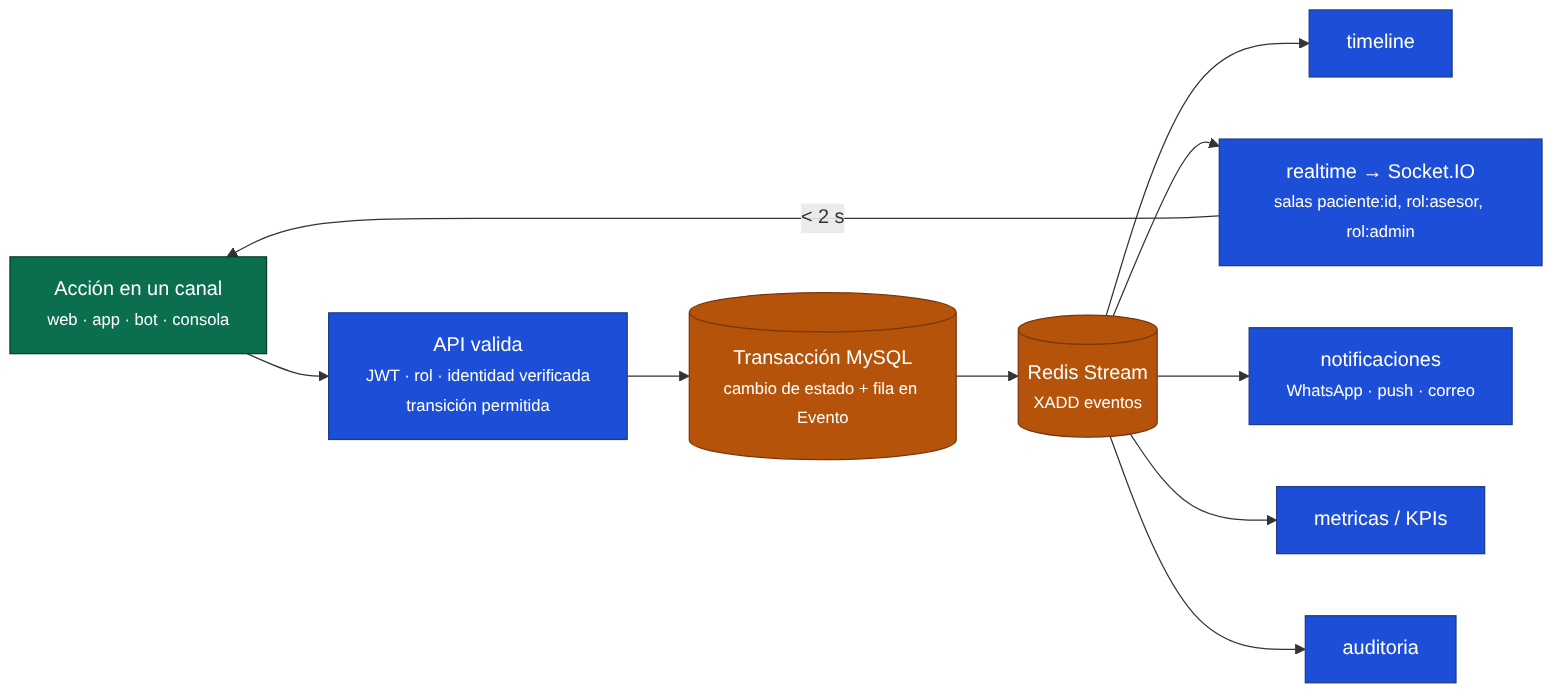 timeline
realtime → Socket.IO
salas paciente:id, rol:asesor,
rol:admin
< 2 s
Acción en un canal
web · app · bot · consola
API valida
JWT · rol · identidad verificada
transición permitida
Transacción MySQL
cambio de estado + fila en
Evento
Redis Stream
XADD eventos
notificaciones
WhatsApp · push · correo
metricas / KPIs
auditoria